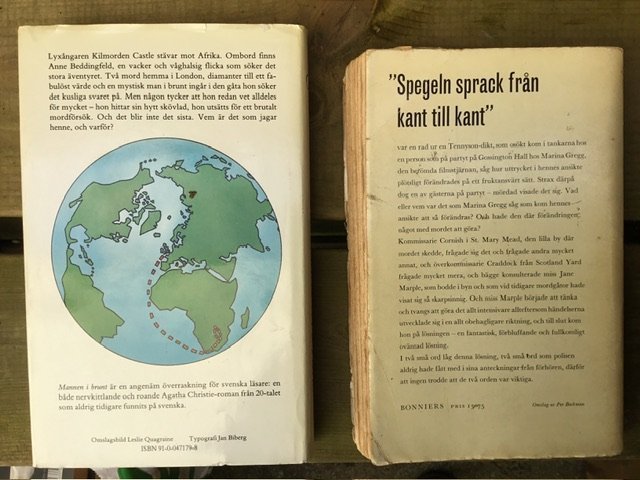 Lyxångaren Kilmorden Castle stävar mot Afrika. Ombord finns
Anne Beddingfeld, en vacker och våghalsig flicka som söker det
stora äventyret. Två mord hemma i London, diamanter till ett fa-
bulöst värde och en mystisk man i brunt ingår i den gåta hon söker
det kusliga svaret på. Men någon tycker att hon redan vet alldeles
för mycket – hon hittar sin hytt skövlad, hon utsätts för ett brutalt
mordförsök. Och det blir inte det sista. Vem är det som jagar
henne, och varför?
Mannen i brunt är en angenäm överraskning för svenska läsare: en
både nervkittlande och roande Agatha Christie-roman från 20-talet
som aldrig tidigare funnits på svenska.
Omslagsbild Leslie Quagraine Typografi Jan Biberg
ISBN 91-0-047179-8
"Spegeln sprack från
kant till kant"
var en rad ur en Tennyson-dikt, som osökt kom i tankarna hos
en person som på partyt på Gossington Hall hos Marina Gregg,
den berömda filmstjärnan, såg hur uttrycket i hennes ansikte
plötsligt förändrades på ett fruktansvärt sätt. Strax därpå
dog en av gästerna på partyt – mördad visade det sig. Vad
eller vem var det som Marina Gregg såg som kom hennes
ansikte att så förändras? Och hade den där förändringen
något med mordet att göra?
Kommissarie Cornish i St. Mary Mead, den lilla by där
mordet skedde, frågade sig det och frågade andra mycket
annat, och överkommissarie Craddock från Scotland Yard
frågade mycket mera, och bägge konsulterade miss Jane
Marple, som bodde i byn och som vid tidigare mordgåtor hade
visat sig så skarpsinnig. Och miss Marple började att tänka
och tvangs att göra det allt intensivare allteftersom händelserna
utvecklade sig i en allt obehagligare riktning, och till slut kom
hon på lösningen – en fantastisk, förbluffande och fullkomligt
oväntad lösning.
I två små ord låg denna lösning, två små ord som polisen
aldrig hade fått med i sina anteckningar från förhören, därför
att ingen trodde att de två orden var viktiga.
BONNIERS PRIS 19:75 Omslag av Per Beckman